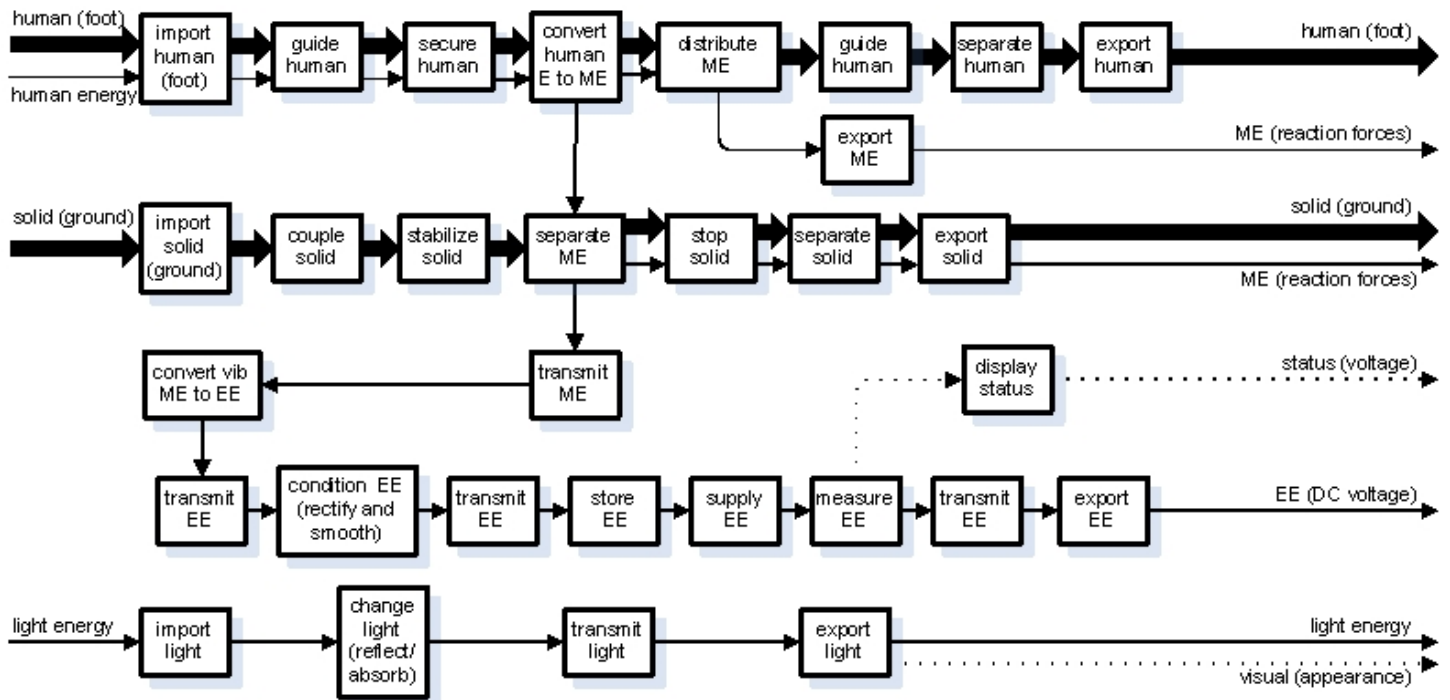 human (foot)
human energy
import
human
(foot)
guide
human
secure
human
convert
human
E to ME
distribute
ME
guide
human
separate
human
export
human
human (foot)
export
ME
ME (reaction forces)
solid (ground)
import
solid
(ground)
couple
solid
stabilize
solid
separate
ME
stop
solid
separate
solid
export
solid
solid (ground)
ME (reaction forces)
convert vib
ME to EE
transmit
ME
display
status
status (voltage)
transmit
EE
condition EE
(rectify and
smooth)
transmit
EE
store
EE
supply
EE
measure
EE
transmit
EE
export
EE
EE (DC voltage)
light energy
import
light
change
light
(reflect/
absorb)
transmit
light
export
light
light energy
visual (appearance)